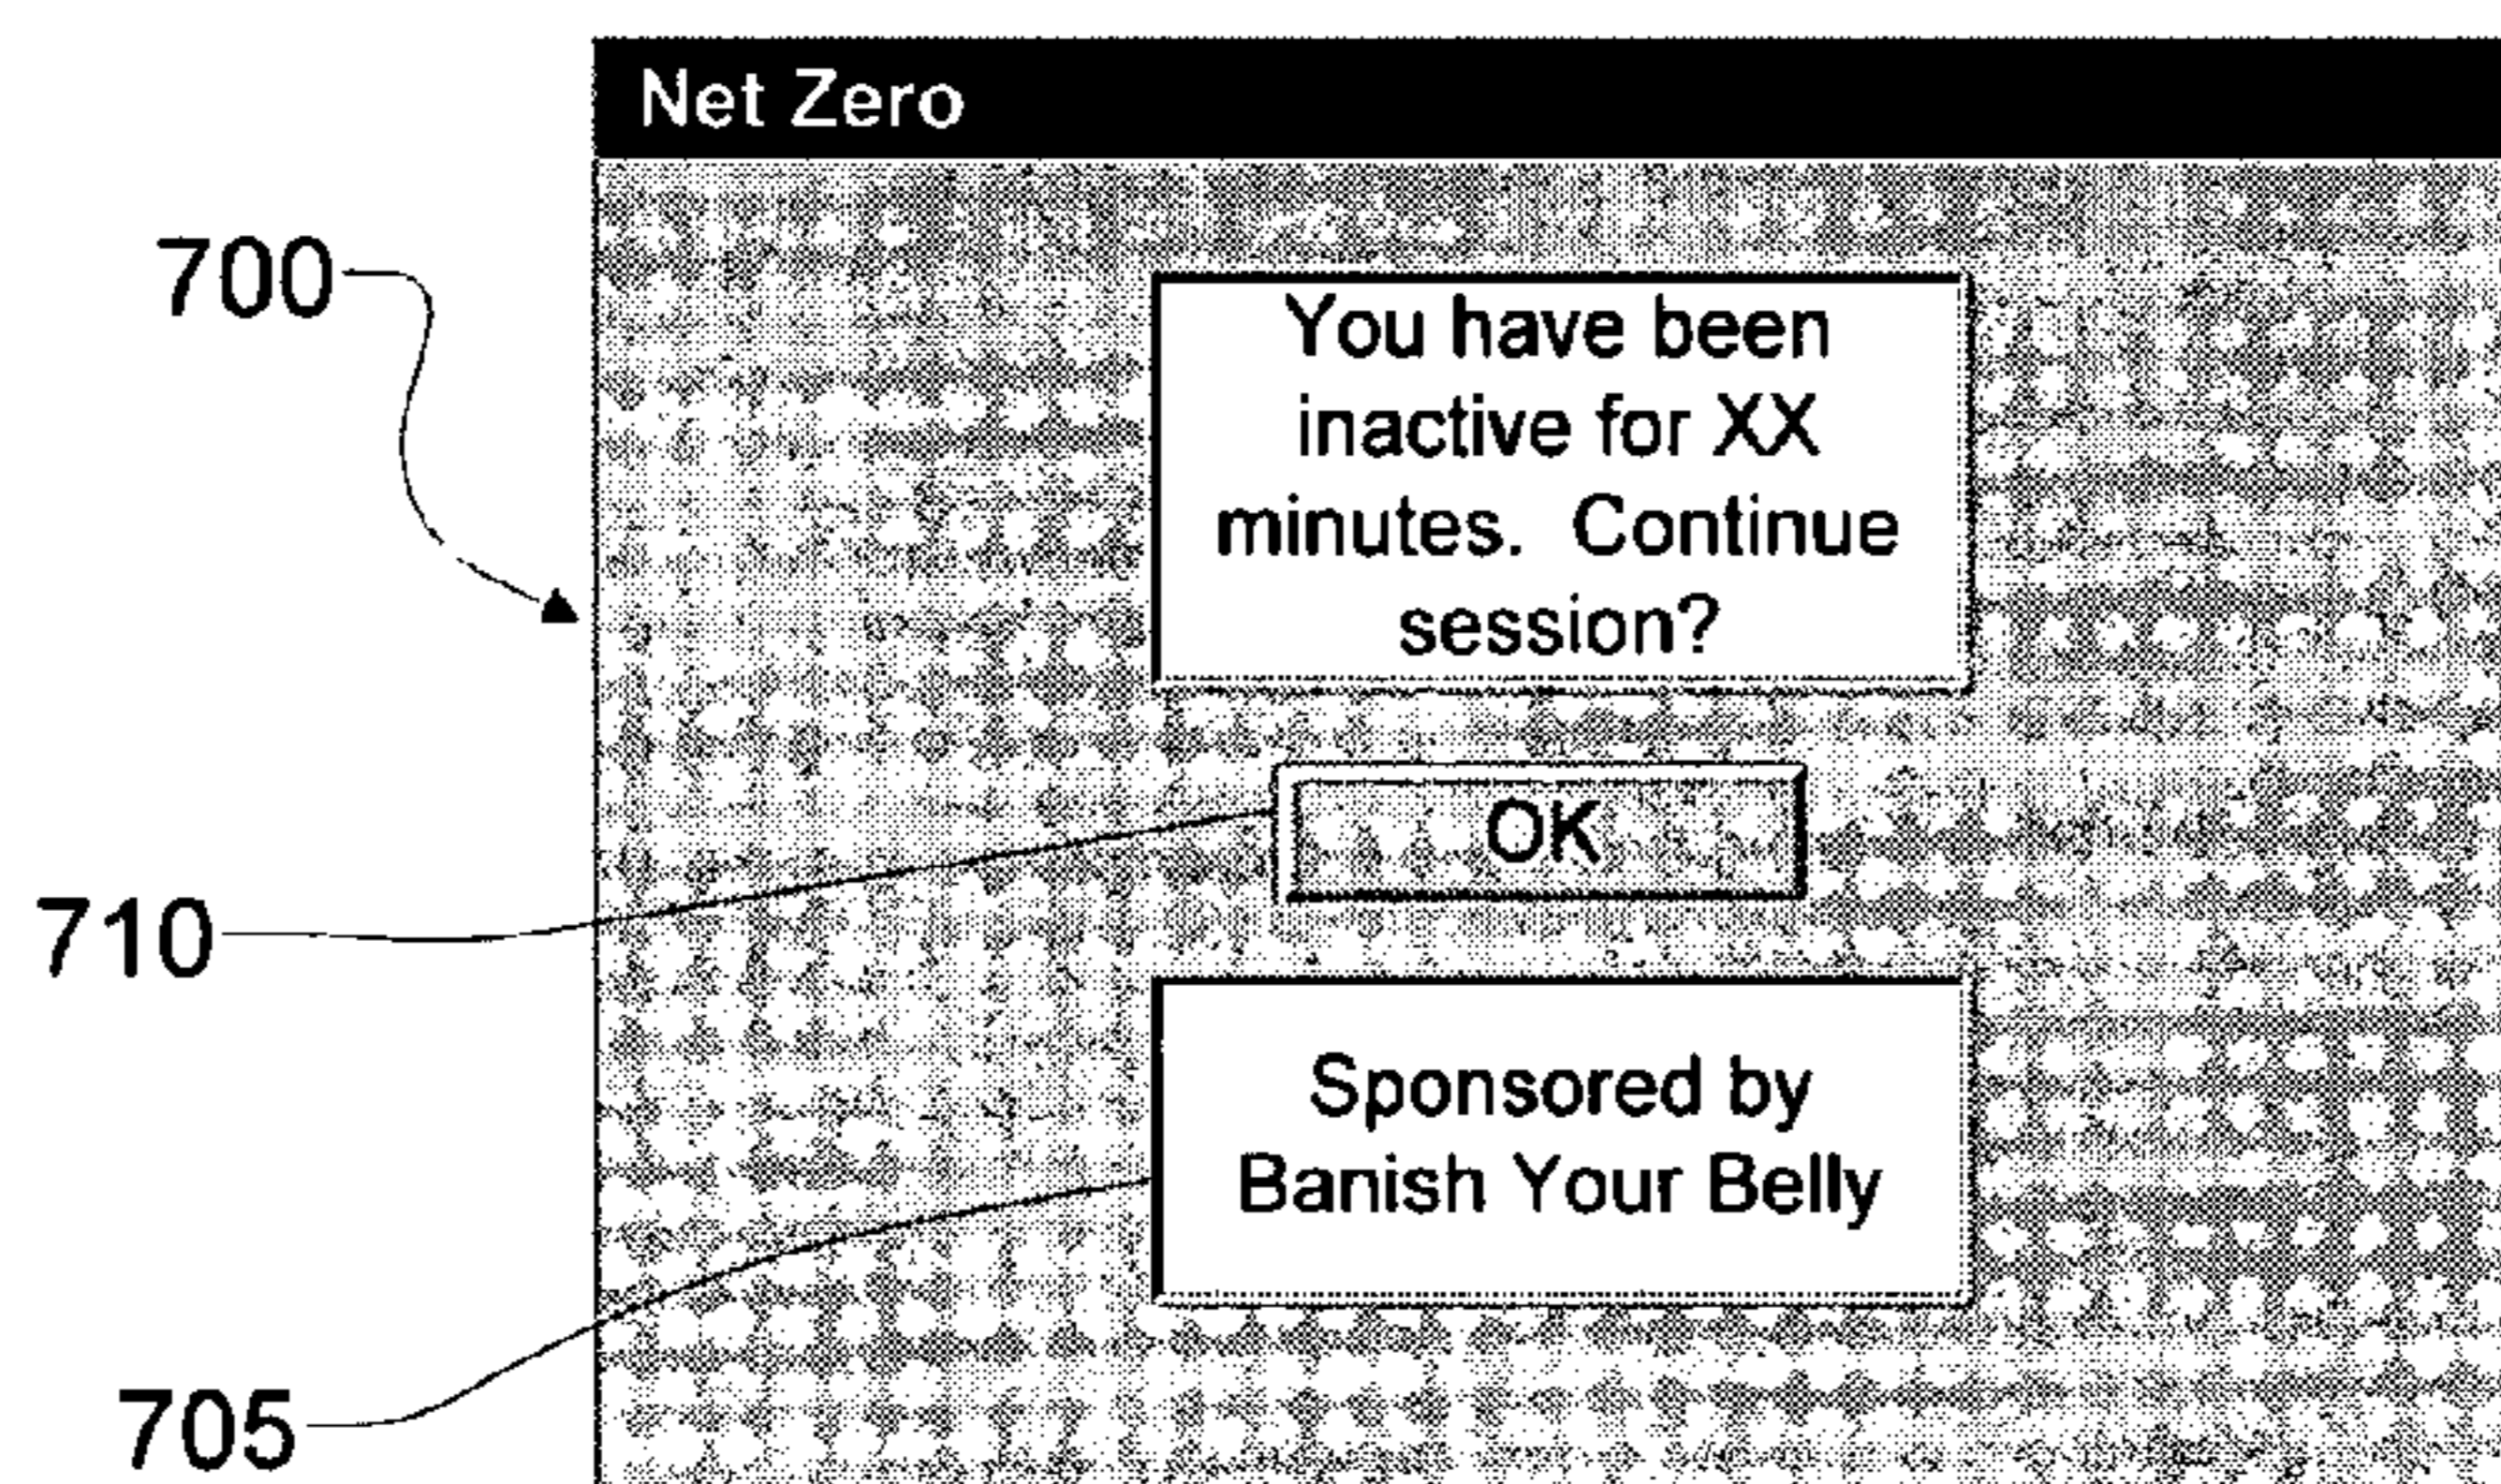 Net Zero
700
You have been
inactive for XX
minutes.  Continue
session?
OK
710
Sponsored by
Banish Your Belly
705